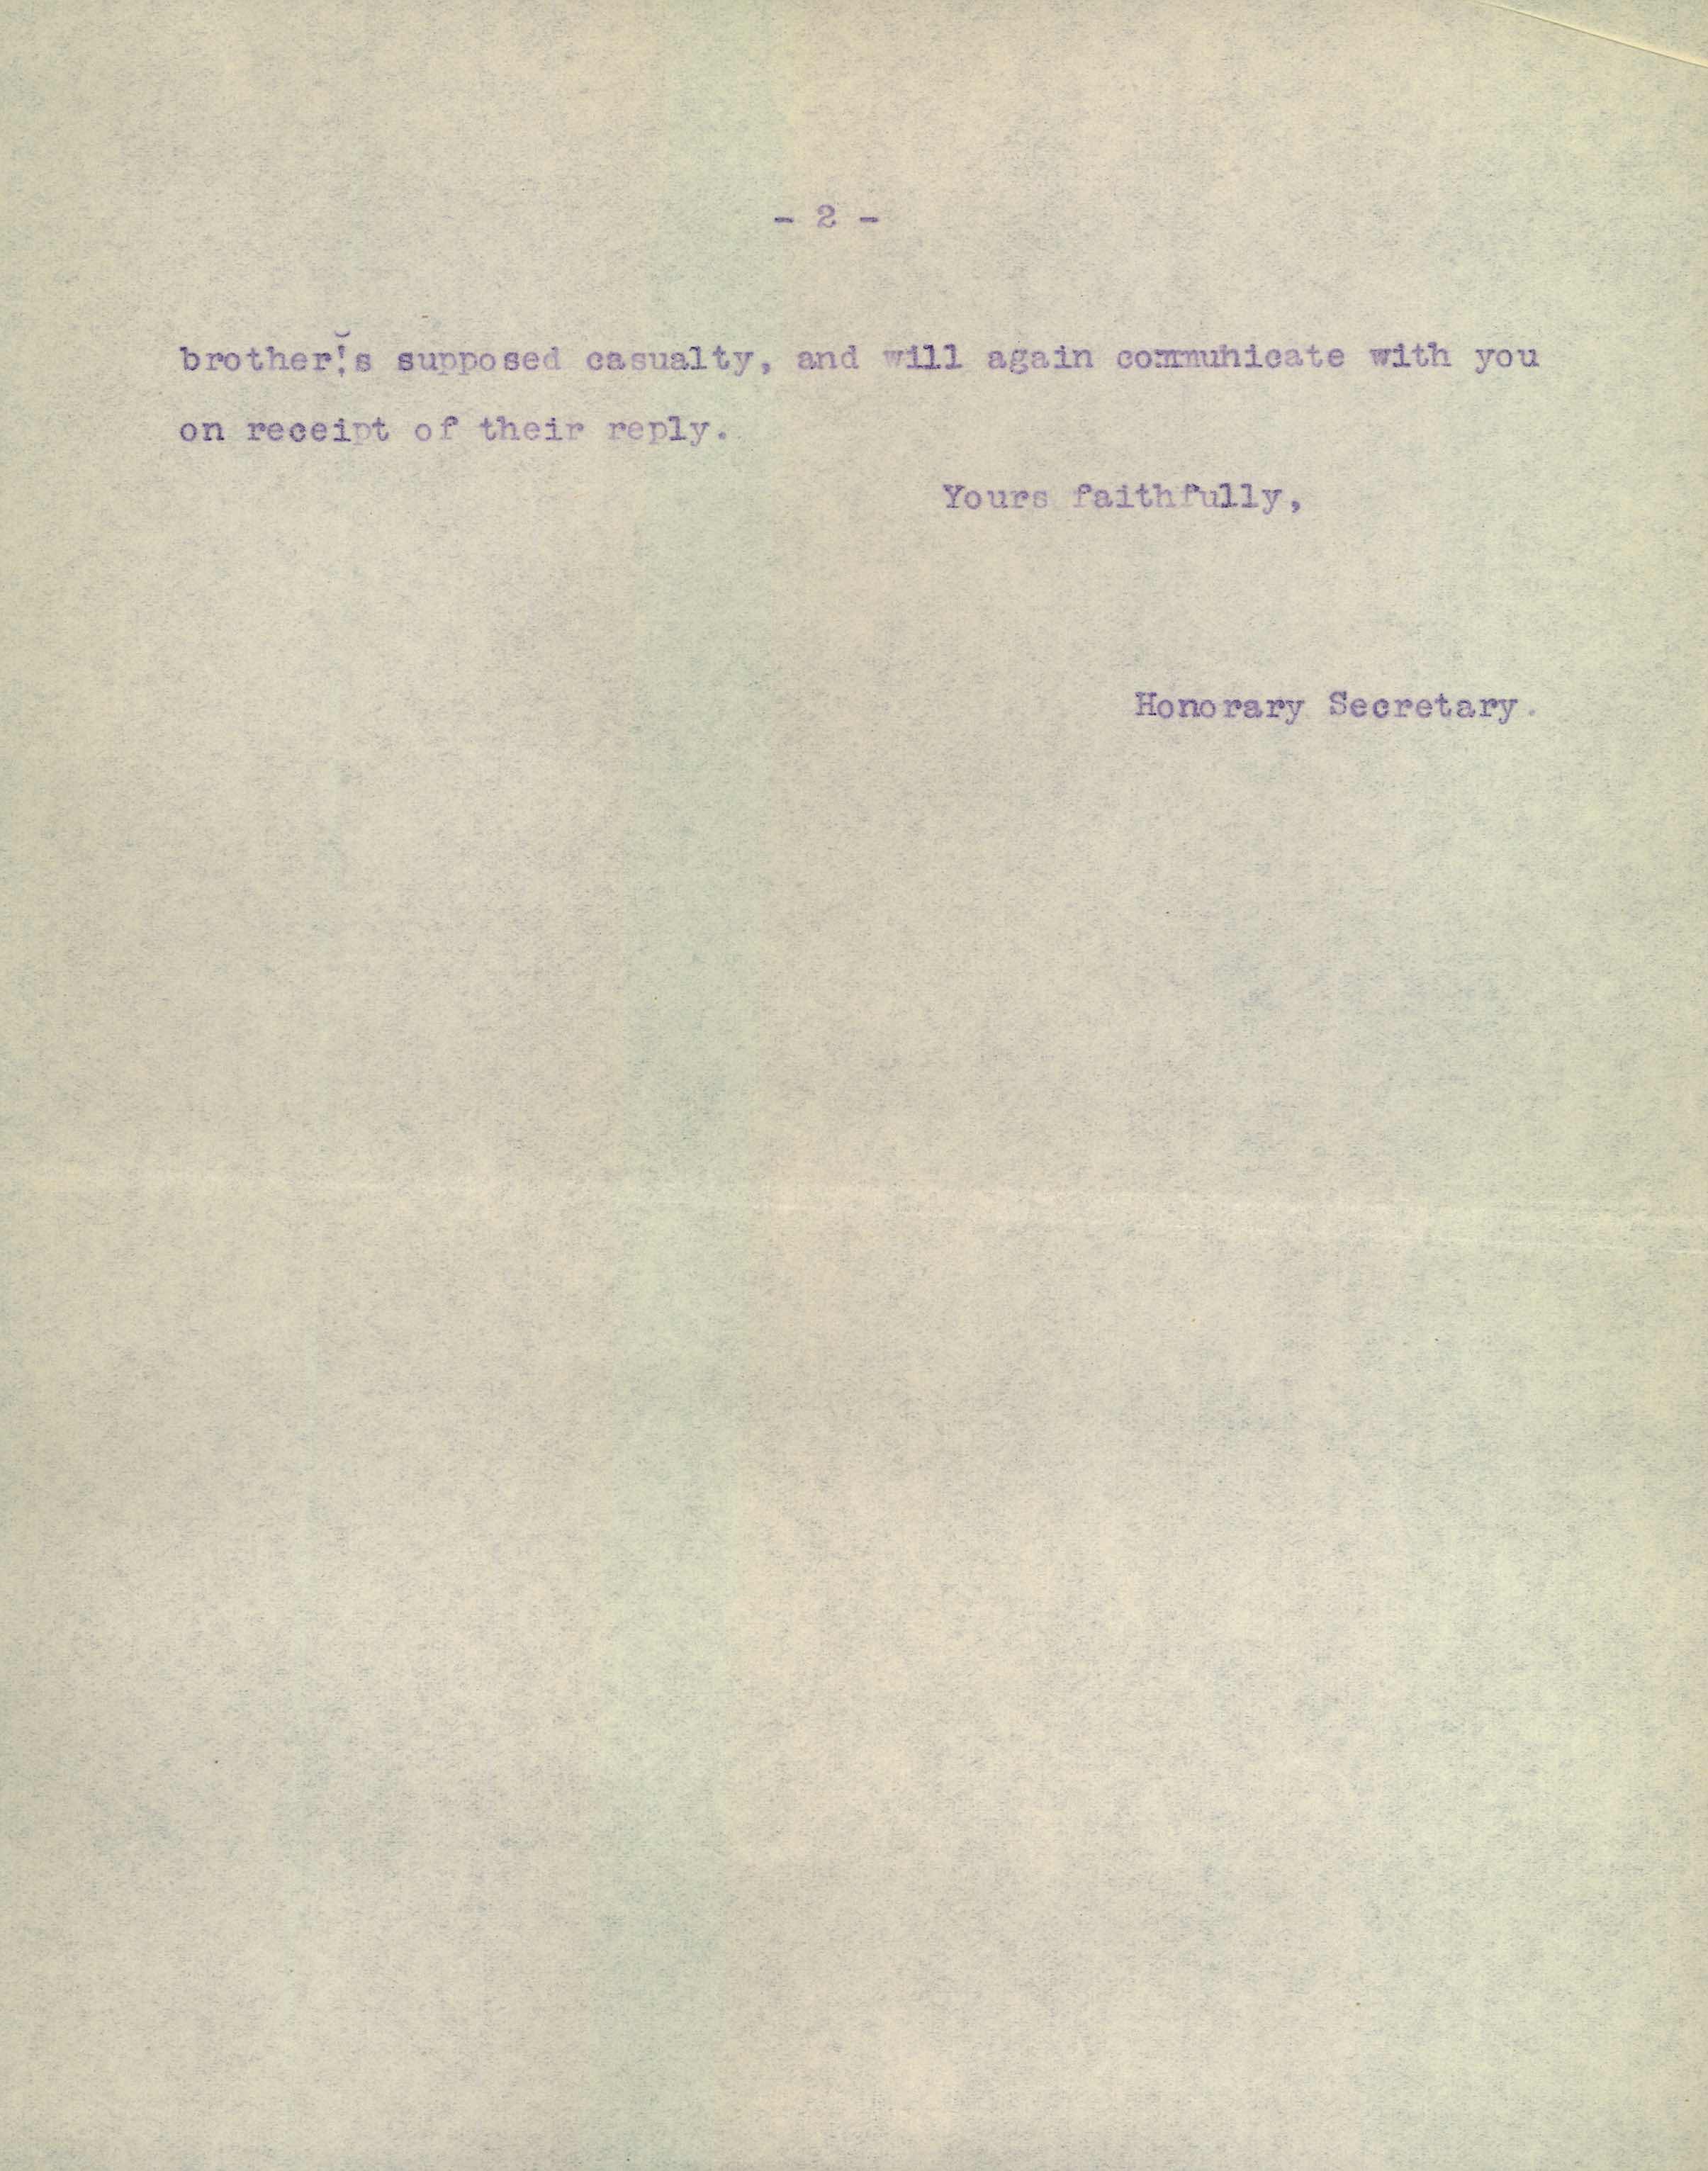 - 2 -
brother's supposed casualty, and will again communicate with you
on receipt of their reply.
Yours faithfully,
Honorary Secretary.